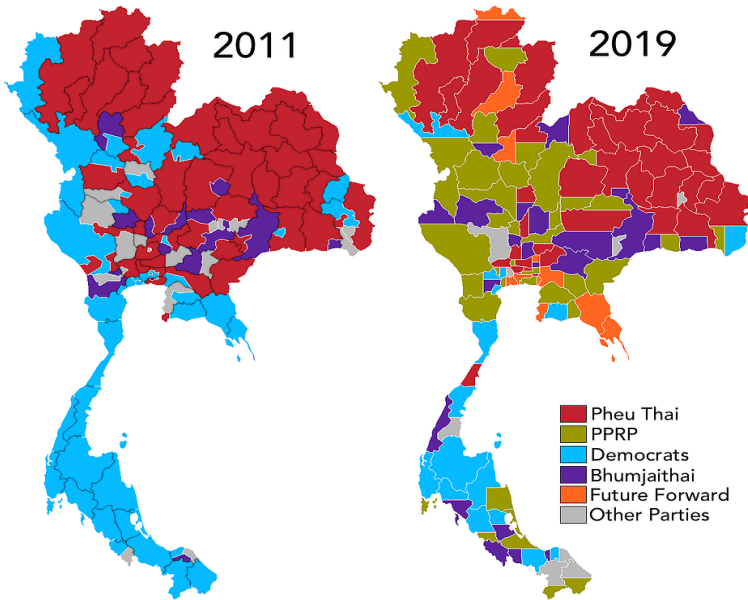 2011
2019
Pheu Thai
PPRP
Democrats
Bhumjaithai
Future Forward
Other Parties